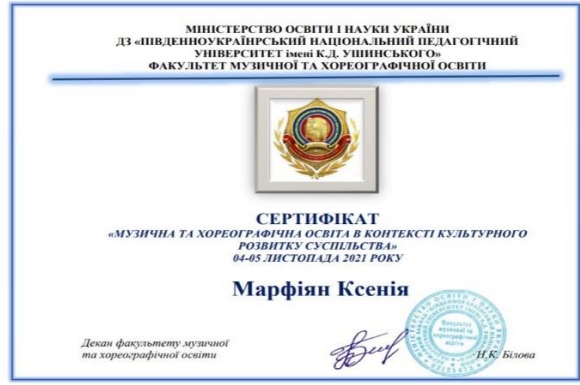 МІНІСТЕРСТВО ОСВІТИ І НАУКИ УКРАЇНИ
ДЗ «ПІВДЕННОУКРАЇНРСЬКИЙ НАЦІОНАЛЬНИЙ ПЕДАГОГІЧНИЙ
УНІВЕРСИТЕТ імені К.Д. УШИНСЬКОГО»
ФАКУЛЬТЕТ МУЗИЧНОЇ ТА ХОРЕОГРАФІЧНОЇ ОСВІТИ
СЕРТИФІКАТ
«МУЗИЧНА ТА ХОРЕОГРАФІЧНА ОСВІТА В КОНТЕКСТІ КУЛЬТУРНОГО
РОЗВИТКУ СУСПІЛЬСТВА»
04-05 ЛИСТОПАДА 2021 РОКУ
Марфіян Ксенія
Декан факультету музичної
та хореографічної освіти
Н.К. Білова